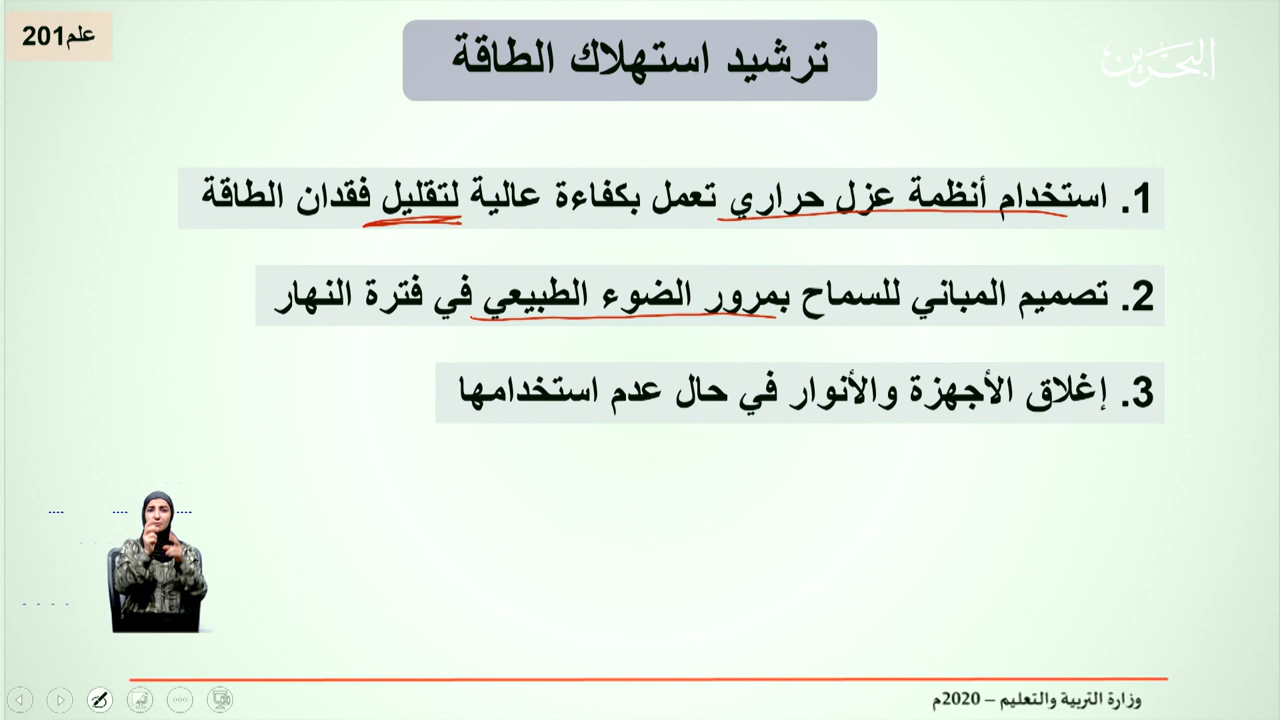 علم201
البحرين
ترشيد استهلاك الطاقة
1. استخدام أنظمة عزل حراري تعمل بكفاءة عالية لتقليل فقدان الطاقة
2. تصميم المباني للسماح بمرور الضوء الطبيعي في فترة النهار
3. إغلاق الأجهزة والأنوار في حال عدم استخدامها
وزارة التربية والتعليم – 2020م